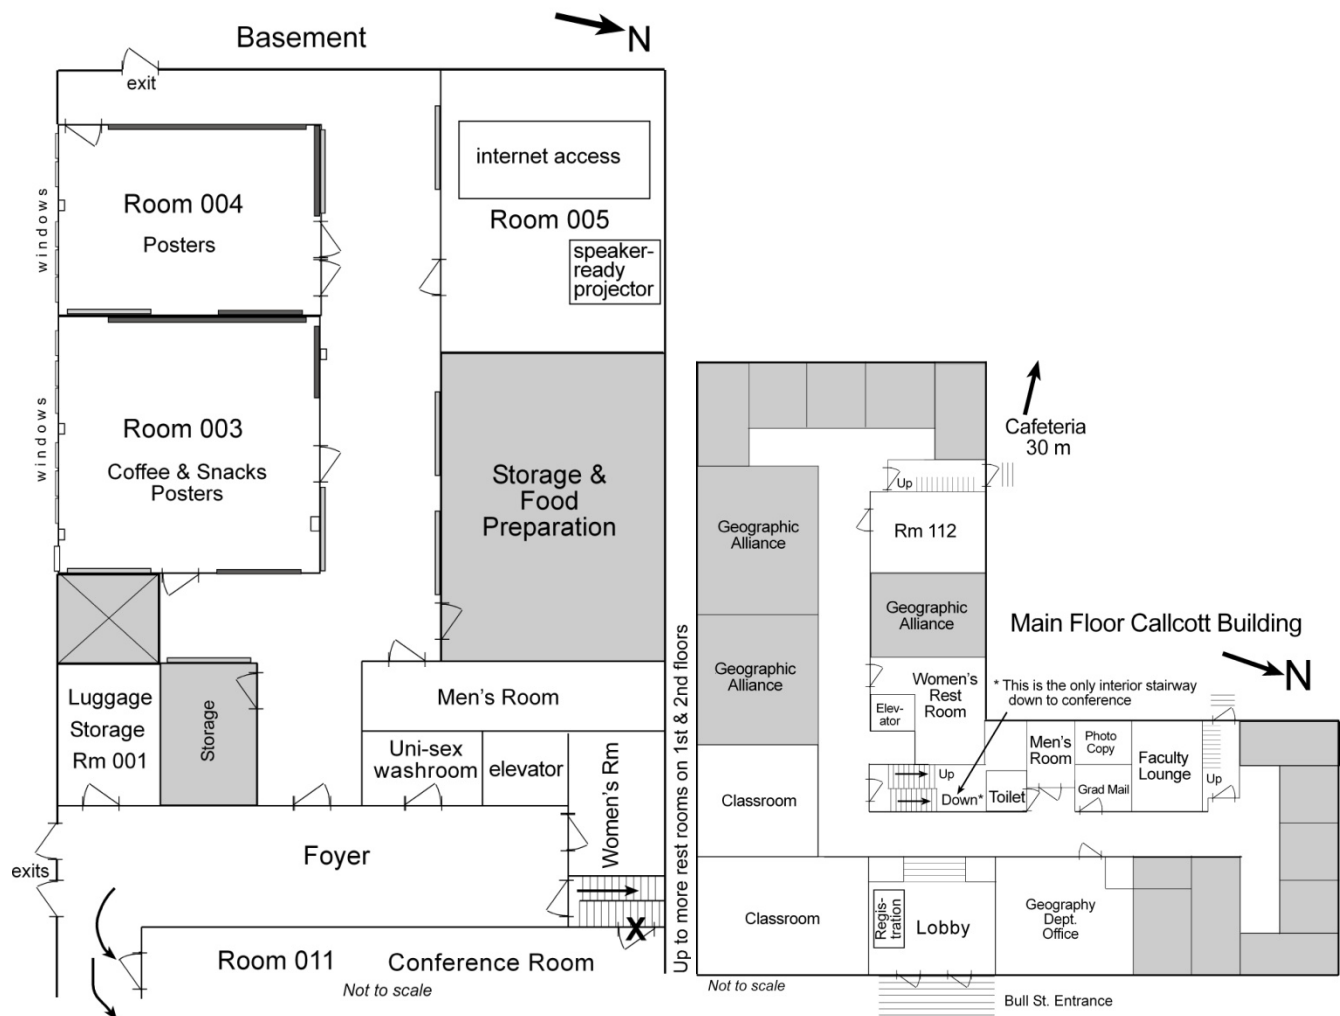 Basement
N
exit
windows
Room 004
Posters
internet access
Room 005
speaker-
ready
projector
windows
Room 003
Coffee & Snacks
Posters
Storage &
Food
Preparation
Luggage
Storage
Rm 001
Storage
Men's Room
Uni-sex
washroom
elevator
Women's Rm
Foyer
exits
X
Room 011
Conference Room
Not to scale
Up to more rest rooms on 1st & 2nd floors
Cafeteria
30 m
Up
Rm 112
Geographic
Alliance
Geographic
Alliance
Geographic
Alliance
Main Floor Callcott Building
N
* This is the only interior stairway
down to conference
Women's
Rest
Room
Elev-
ator
Men's
Room
Photo
Copy
Faculty
Lounge
Up
Up
Down*
Toilet
Grad Mail
Classroom
Classroom
Regis-
tration
Lobby
Geography
Dept.
Office
Not to scale
Bull St. Entrance